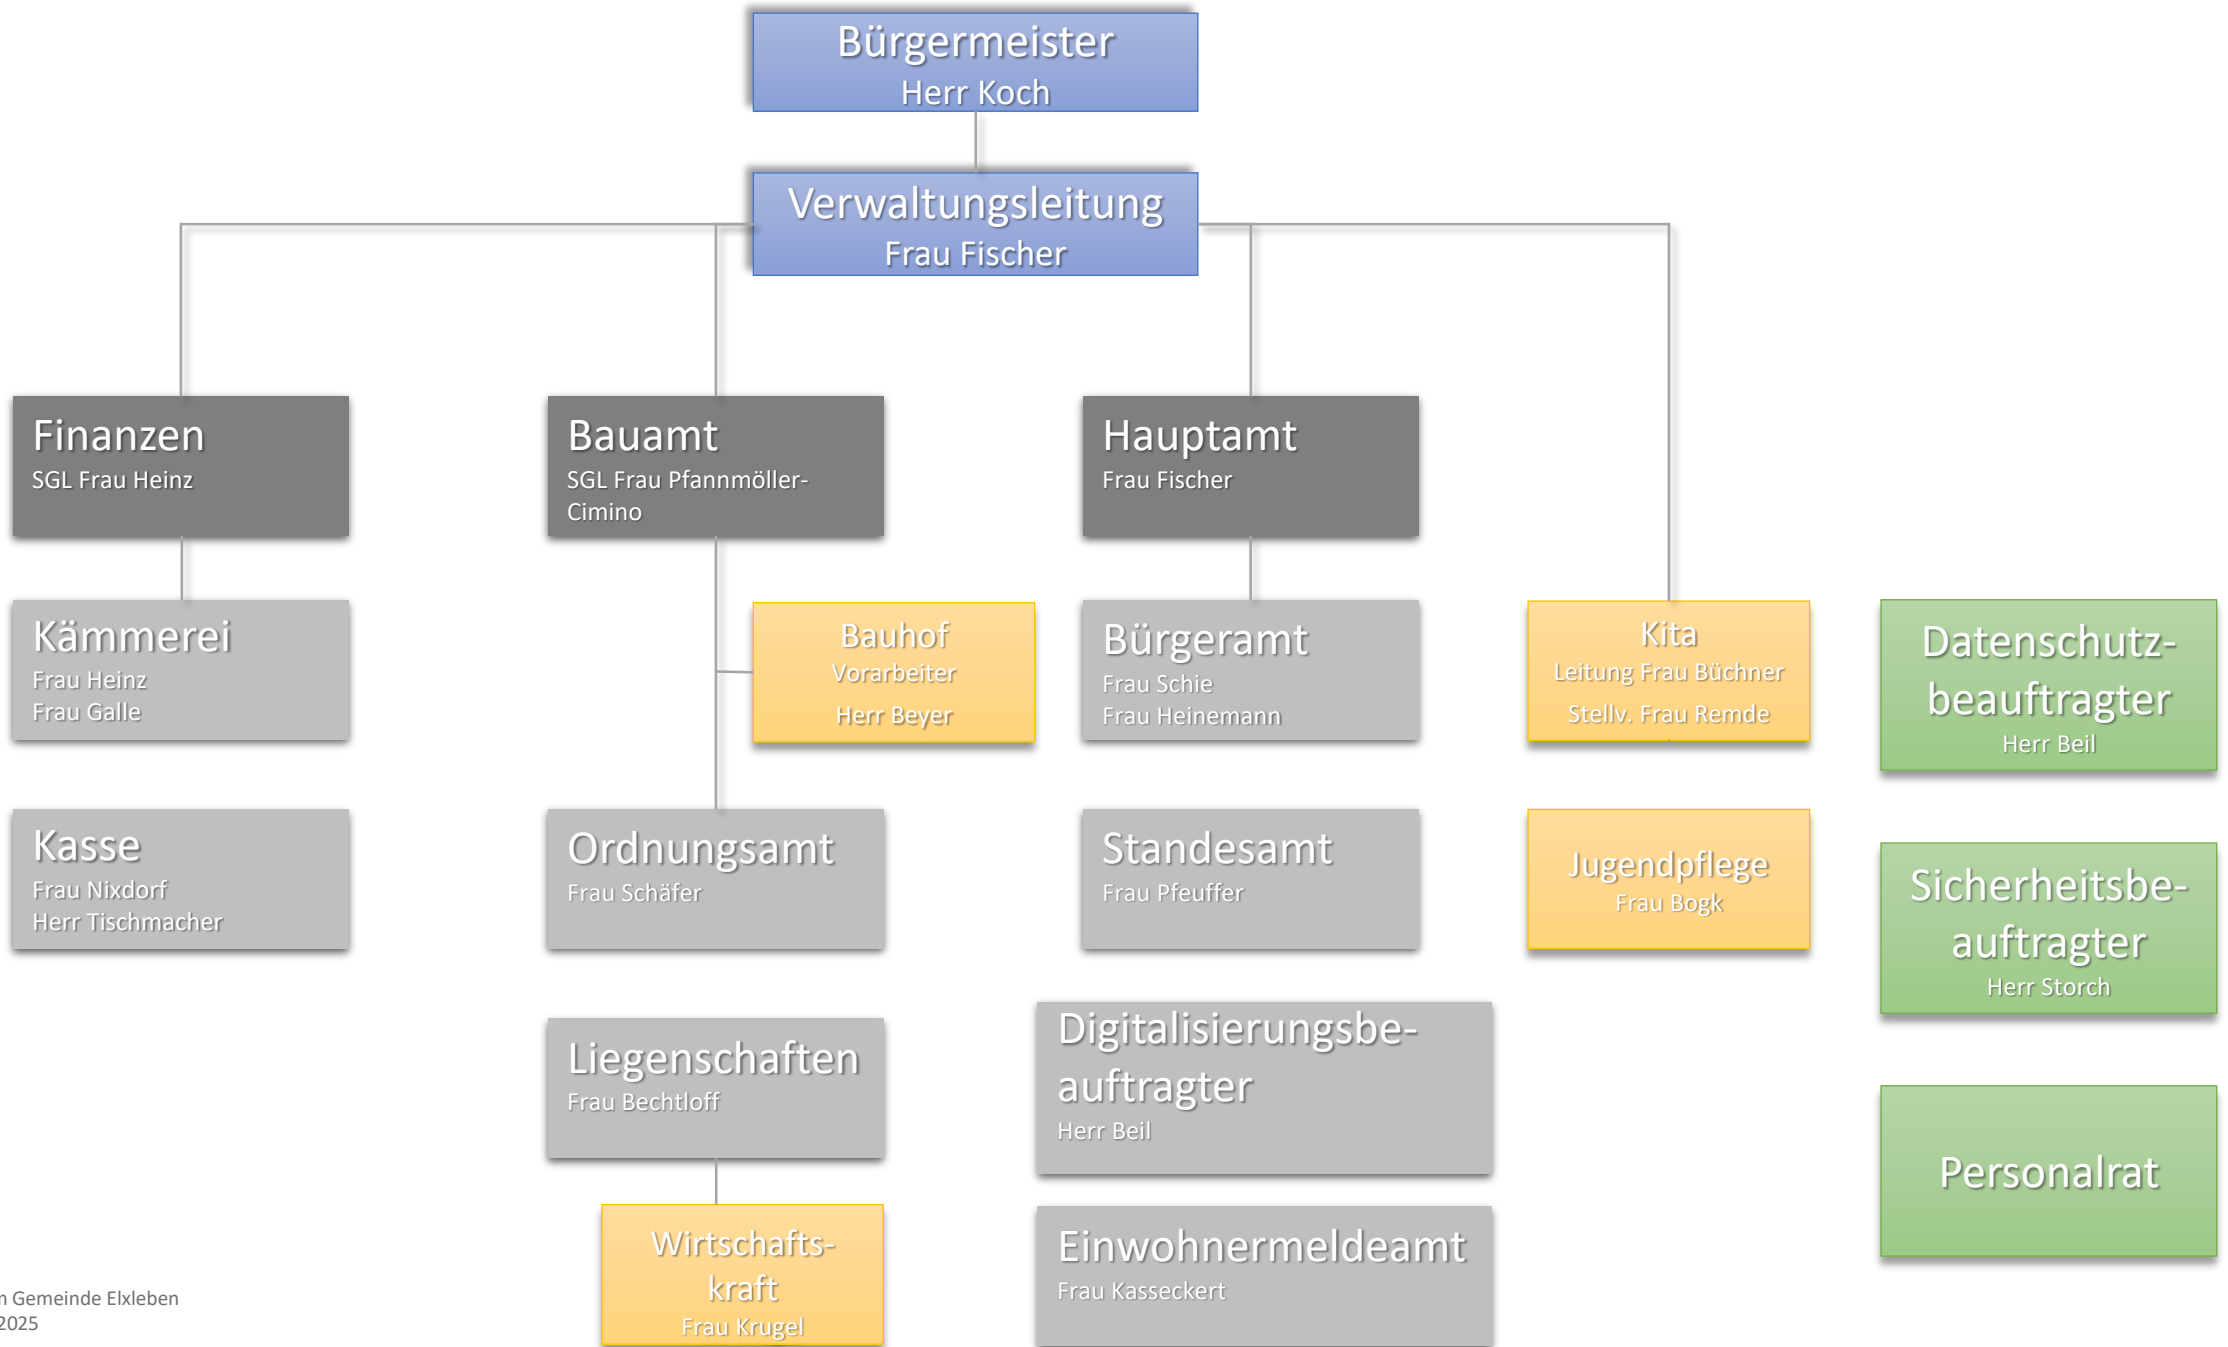 Bürgermeister
Herr Koch
Verwaltungsleitung
Frau Fischer
Finanzen
SGL Frau Heinz
Bauamt
SGL Frau Pfannmöller-
Cimino
Hauptamt
Frau Fischer
Kämmerei
Frau Heinz
Frau Galle
Bauhof
Vorarbeiter
Herr Beyer
Bürgeramt
Frau Schie
Frau Heinemann
Kita
Leitung Frau Büchner
Stellv. Frau Remde
Datenschutz-
beauftragter
Herr Beil
Kasse
Frau Nixdorf
Herr Tischmacher
Ordnungsamt
Frau Schäfer
Standesamt
Frau Pfeuffer
Jugendpflege
Frau Bogk
Sicherheitsbe-
auftragter
Herr Storch
Liegenschaften
Frau Bechtloff
Digitalisierungsbe-
auftragter
Herr Beil
Personalrat
Wirtschafts-
kraft
Frau Krugel
Einwohnermeldeamt
Frau Kasseckert
Gemeinde Elxleben
2025